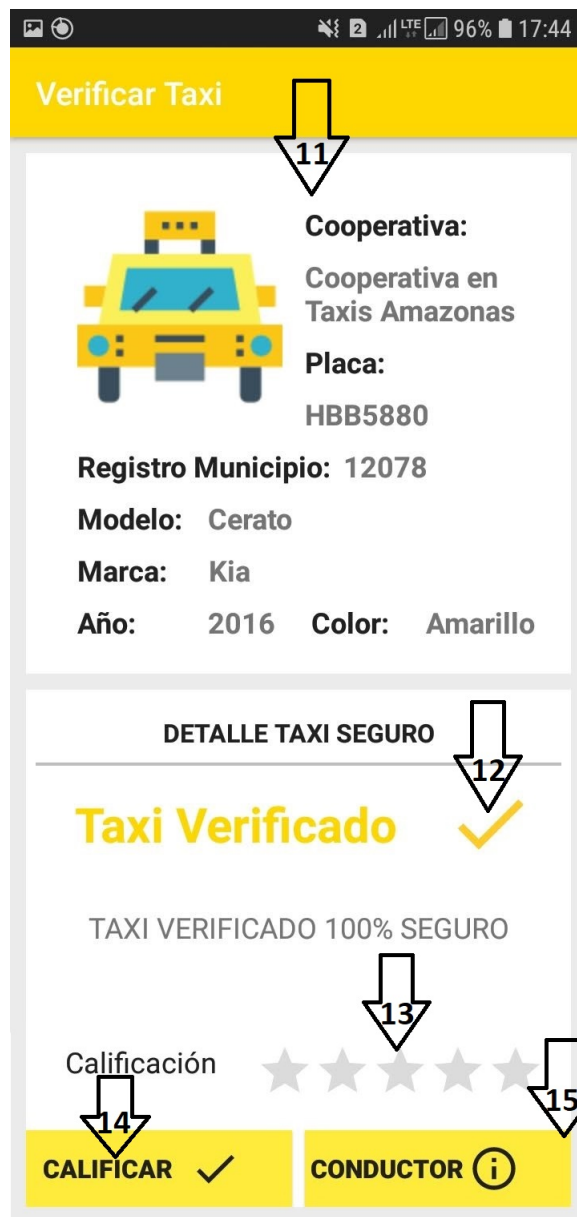 2 LTE 96% 17:44
Verificar Taxi
11
Cooperativa:
Cooperativa en
Taxis Amazonas
Placa:
HBB5880
Registro Municipio: 12078
Modelo: Cerato
Marca: Kia
Año: 2016 Color: Amarillo
DETALLE TAXI SEGURO
12
Taxi Verificado
TAXI VERIFICADO 100% SEGURO
13
Calificación
15
14
CALIFICAR CONDUCTOR i